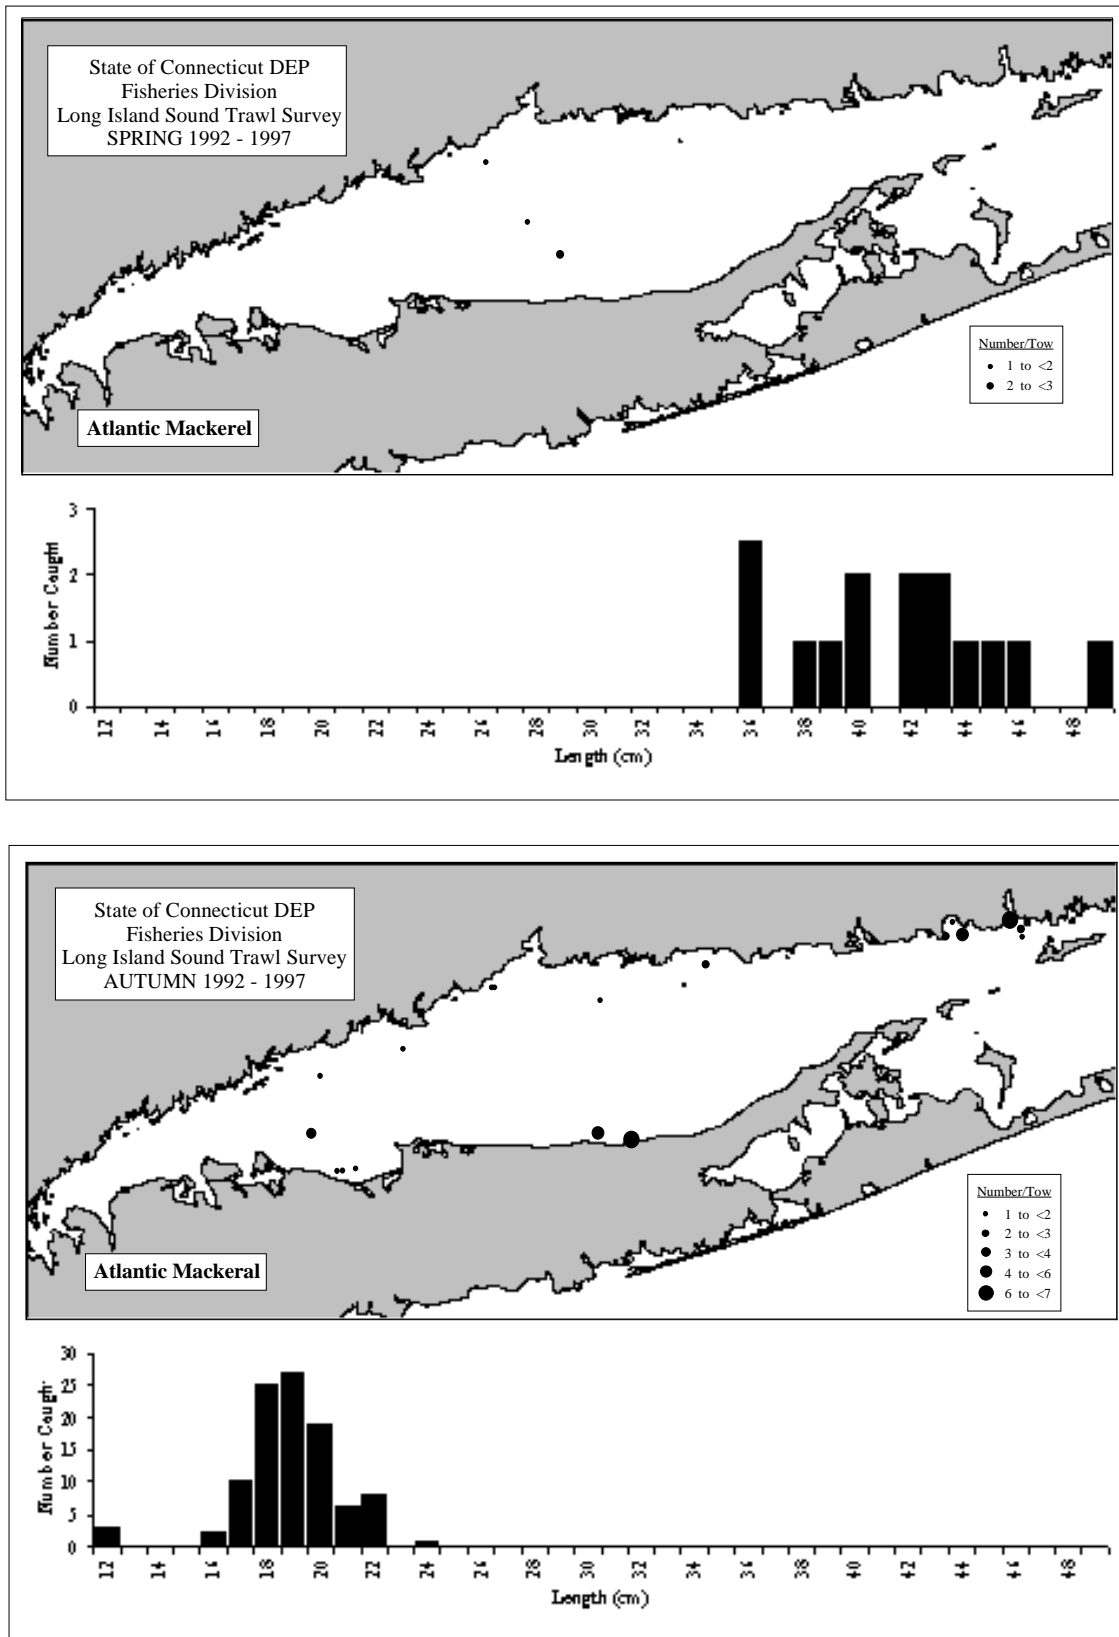 State of Connecticut DEP
Fisheries Division
Long Island Sound Trawl Survey
SPRING 1992 - 1997
Number/Tow
1 to <2
2 to <3
Atlantic Mackerel
3
2
1
0
Number Caught
12 14 16 18 20 22 24 26 28 30 32 34 36 38 40 42 44 46 48
Length (cm)
State of Connecticut DEP
Fisheries Division
Long Island Sound Trawl Survey
AUTUMN 1992 - 1997
Number/Tow
1 to <2
2 to <3
3 to <4
4 to <6
6 to <7
Atlantic Mackeral
30
25
20
15
10
5
0
Number Caugh
12 14 16 18 20 22 24 26 28 30 32 34 36 38 40 42 44 46 48
Length (cm)